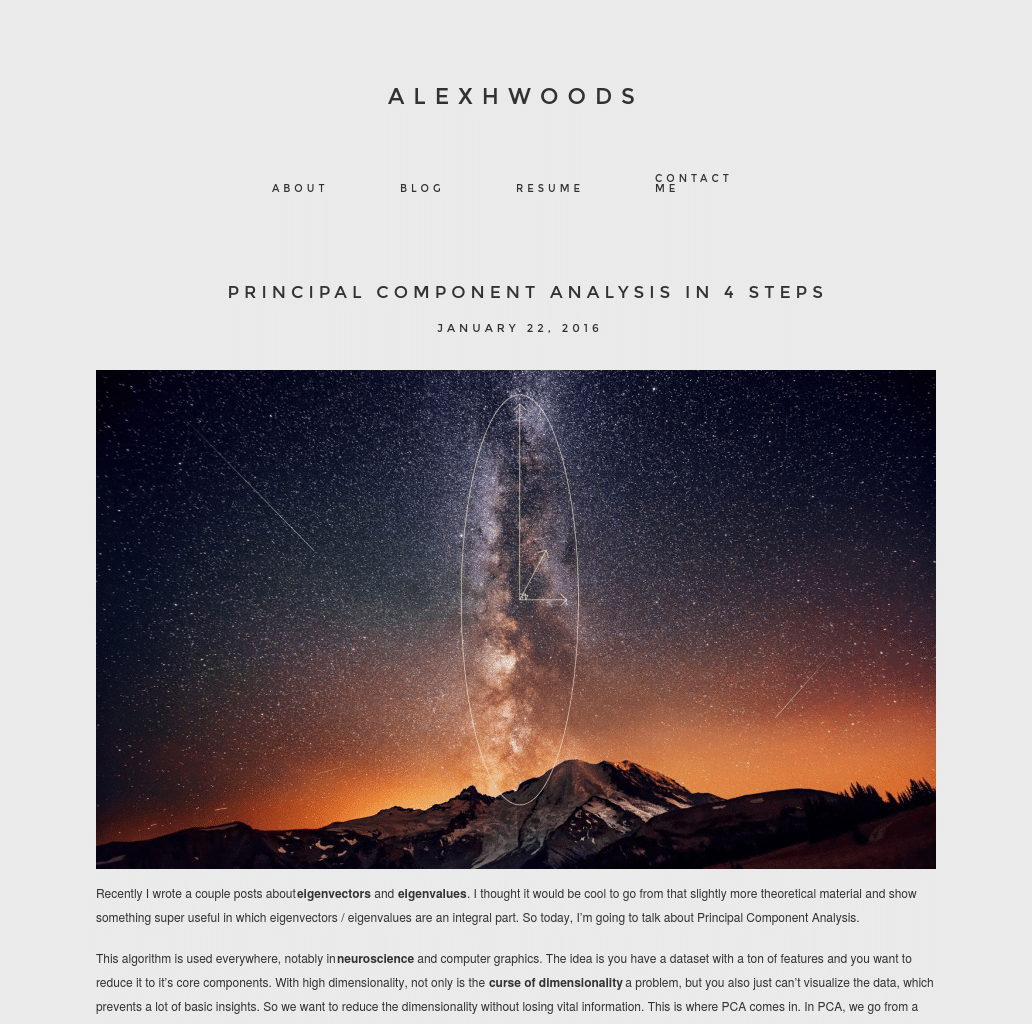 ALEXHWOODS
ABOUT
BLOG
RESUME
CONTACT
ME
PRINCIPAL COMPONENT ANALYSIS IN 4 STEPS
JANUARY 22, 2016
Recently I wrote a couple posts about eigenvectors and eigenvalues. I thought it would be cool to go from that slightly more theoretical material and show
something super useful in which eigenvectors / eigenvalues are an integral part. So today, I’m going to talk about Principal Component Analysis.
This algorithm is used everywhere, notably in neuroscience and computer graphics. The idea is you have a dataset with a ton of features and you want to
reduce it to it’s core components. With high dimensionality, not only is the curse of dimensionality a problem, but you also just can’t visualize the data, which
prevents a lot of basic insights. So we want to reduce the dimensionality without losing vital information. This is where PCA comes in. In PCA, we go from a